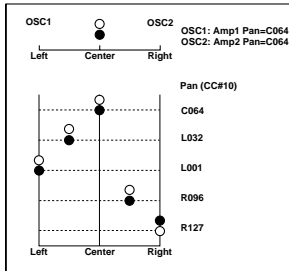 OSC1 OSC2
OSC1: Amp1 Pan=C064
OSC2: Amp2 Pan=C064
Left Center Right
Pan (CC#10)
C064
L032
L001
R096
R127
Left Center Right